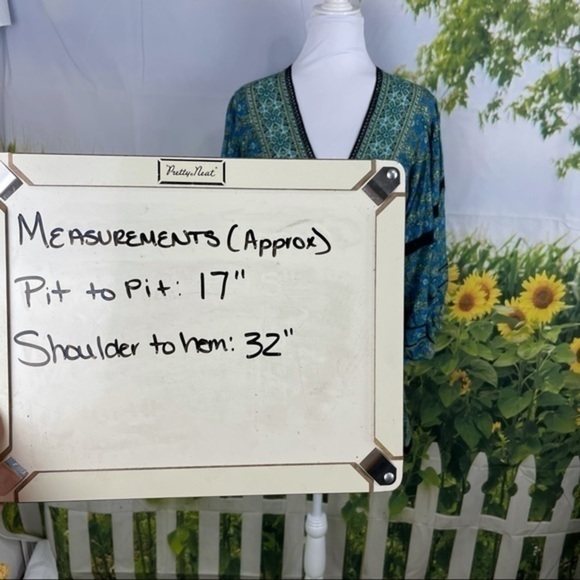 Pretty Neat
MEASUREMENTS (Approx)
Pit to Pit: 17"
Shoulder to hem: 32"